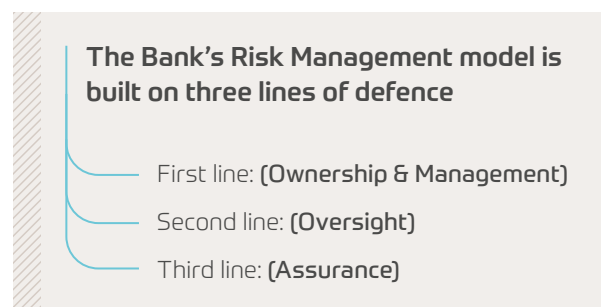 The Bank's Risk Management model is
built on three lines of defence
First line: (Ownership & Management)
Second line: (Oversight)
Third line: (Assurance)